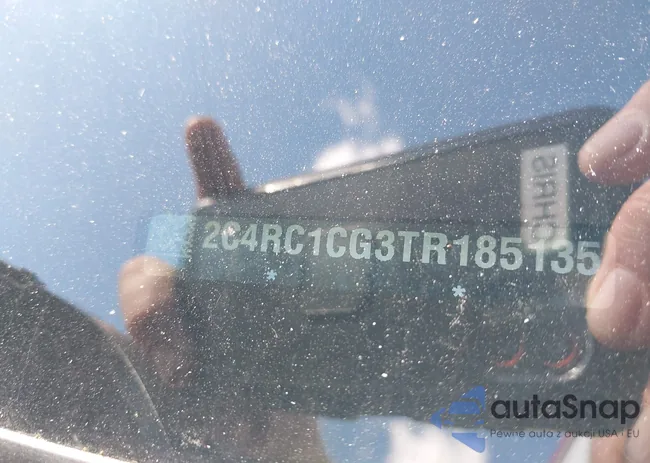 CHRIS
2C4RC1CG3TR185135
* *
autaSnap
Pewne auta z aukcji USA i EU